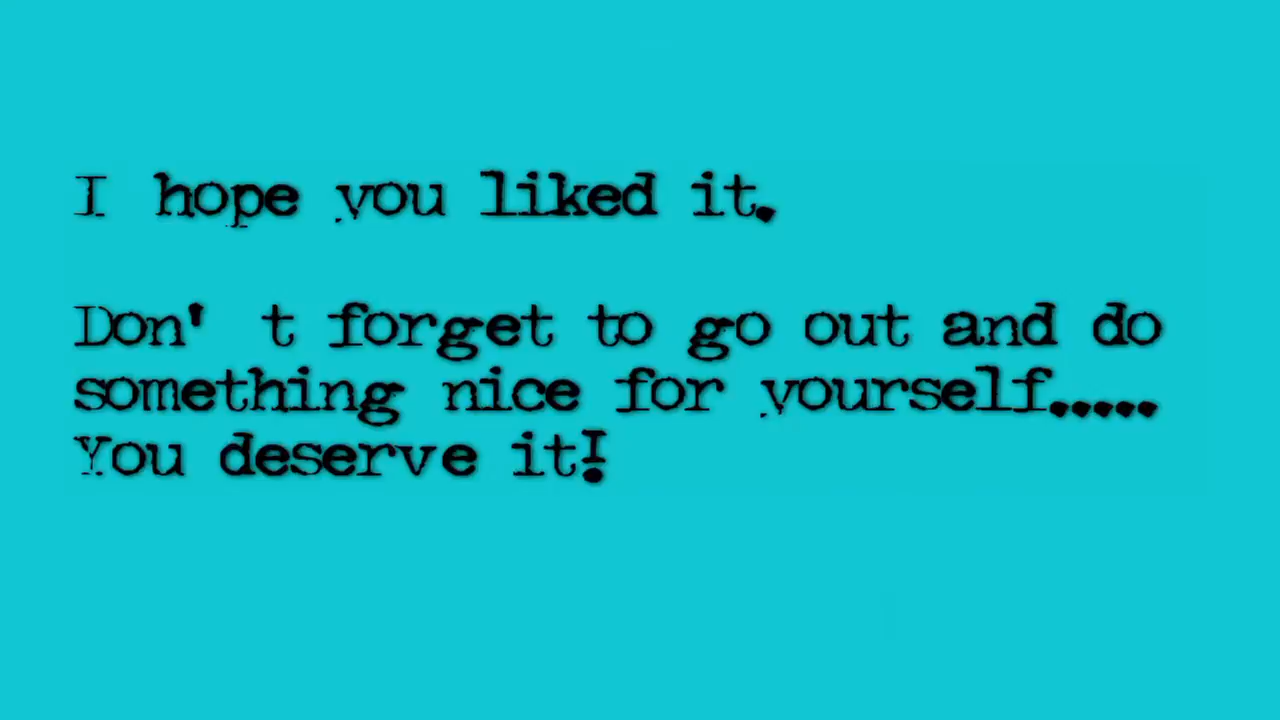 I hope you liked it.
Don't forget to go out and do
something nice for yourself.....
You deserve it!